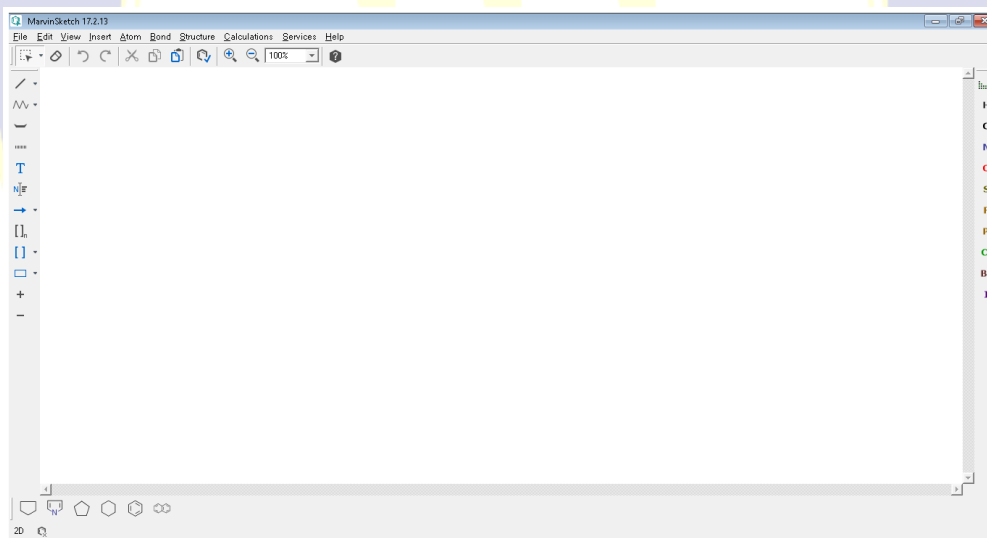 MarvinSketch 17.2.13
File Edit View Insert Atom Bond Structure Calculations Services Help
100%
T
N
[ ]n
[ ]
H
C
N
O
S
F
P
C
B
I
N
2D